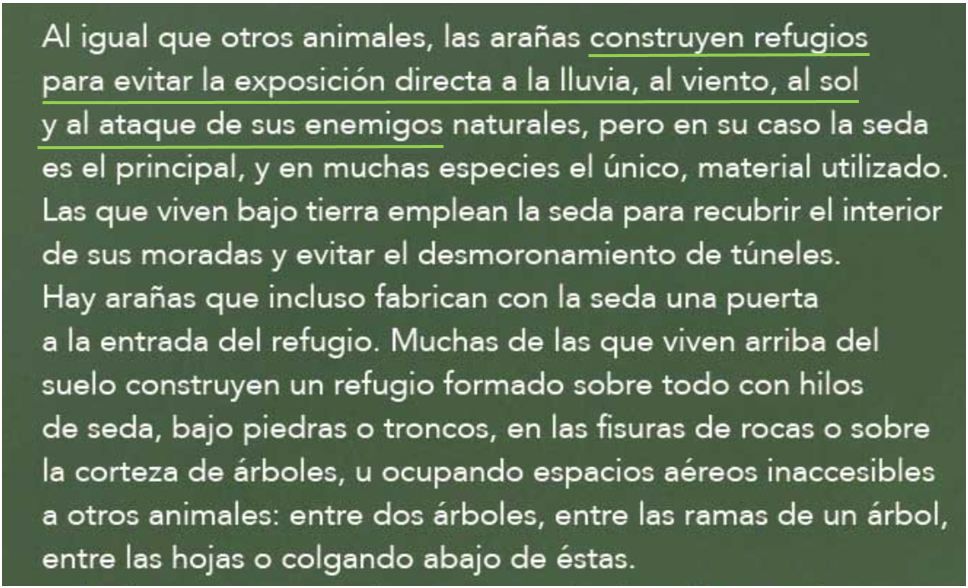 Al igual que otros animales, las arañas construyen refugios
para evitar la exposición directa a la lluvia, al viento, al sol
y al ataque de sus enemigos naturales, pero en su caso la seda
es el principal, y en muchas especies el único, material utilizado.
Las que viven bajo tierra emplean la seda para recubrir el interior
de sus moradas y evitar el desmoronamiento de túneles.
Hay arañas que incluso fabrican con la seda una puerta
a la entrada del refugio. Muchas de las que viven arriba del
suelo construyen un refugio formado sobre todo con hilos
de seda, bajo piedras o troncos, en las fisuras de rocas o sobre
la corteza de árboles, u ocupando espacios aéreos inaccesibles
a otros animales: entre dos árboles, entre las ramas de un árbol,
entre las hojas o colgando abajo de éstas.